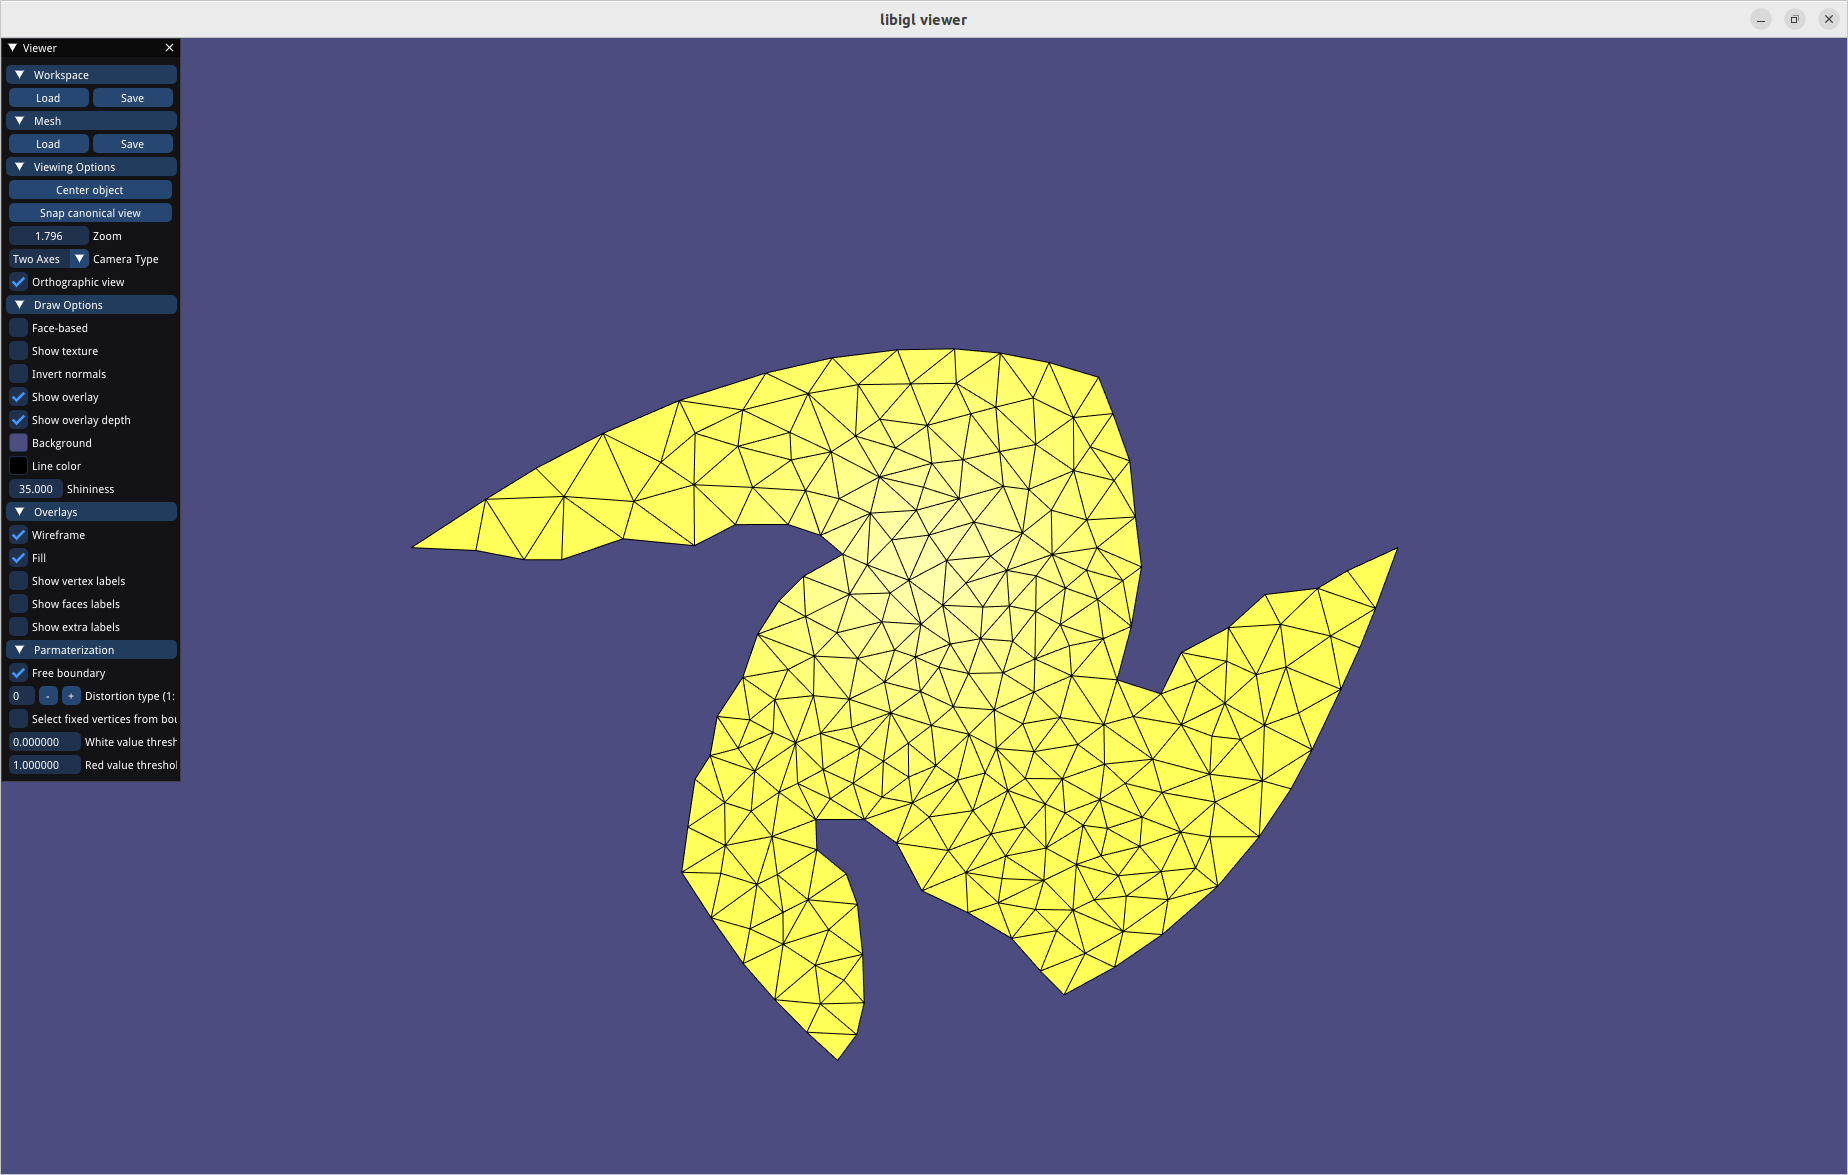 libigl viewer
Viewer
Workspace
Load Save
Mesh
Load Save
Viewing Options
Center object
Snap canonical view
1.796 Zoom
Two Axes Camera Type
Orthographic view
Draw Options
Face-based
Show texture
Invert normals
Show overlay
Show overlay depth
Background
Line color
35.000 Shininess
Overlays
Wireframe
Fill
Show vertex labels
Show faces labels
Show extra labels
Parmaterization
Free boundary
0 - + Distortion type (1:
Select fixed vertices from bou
0.000000 White value thresh
1.000000 Red value threshol